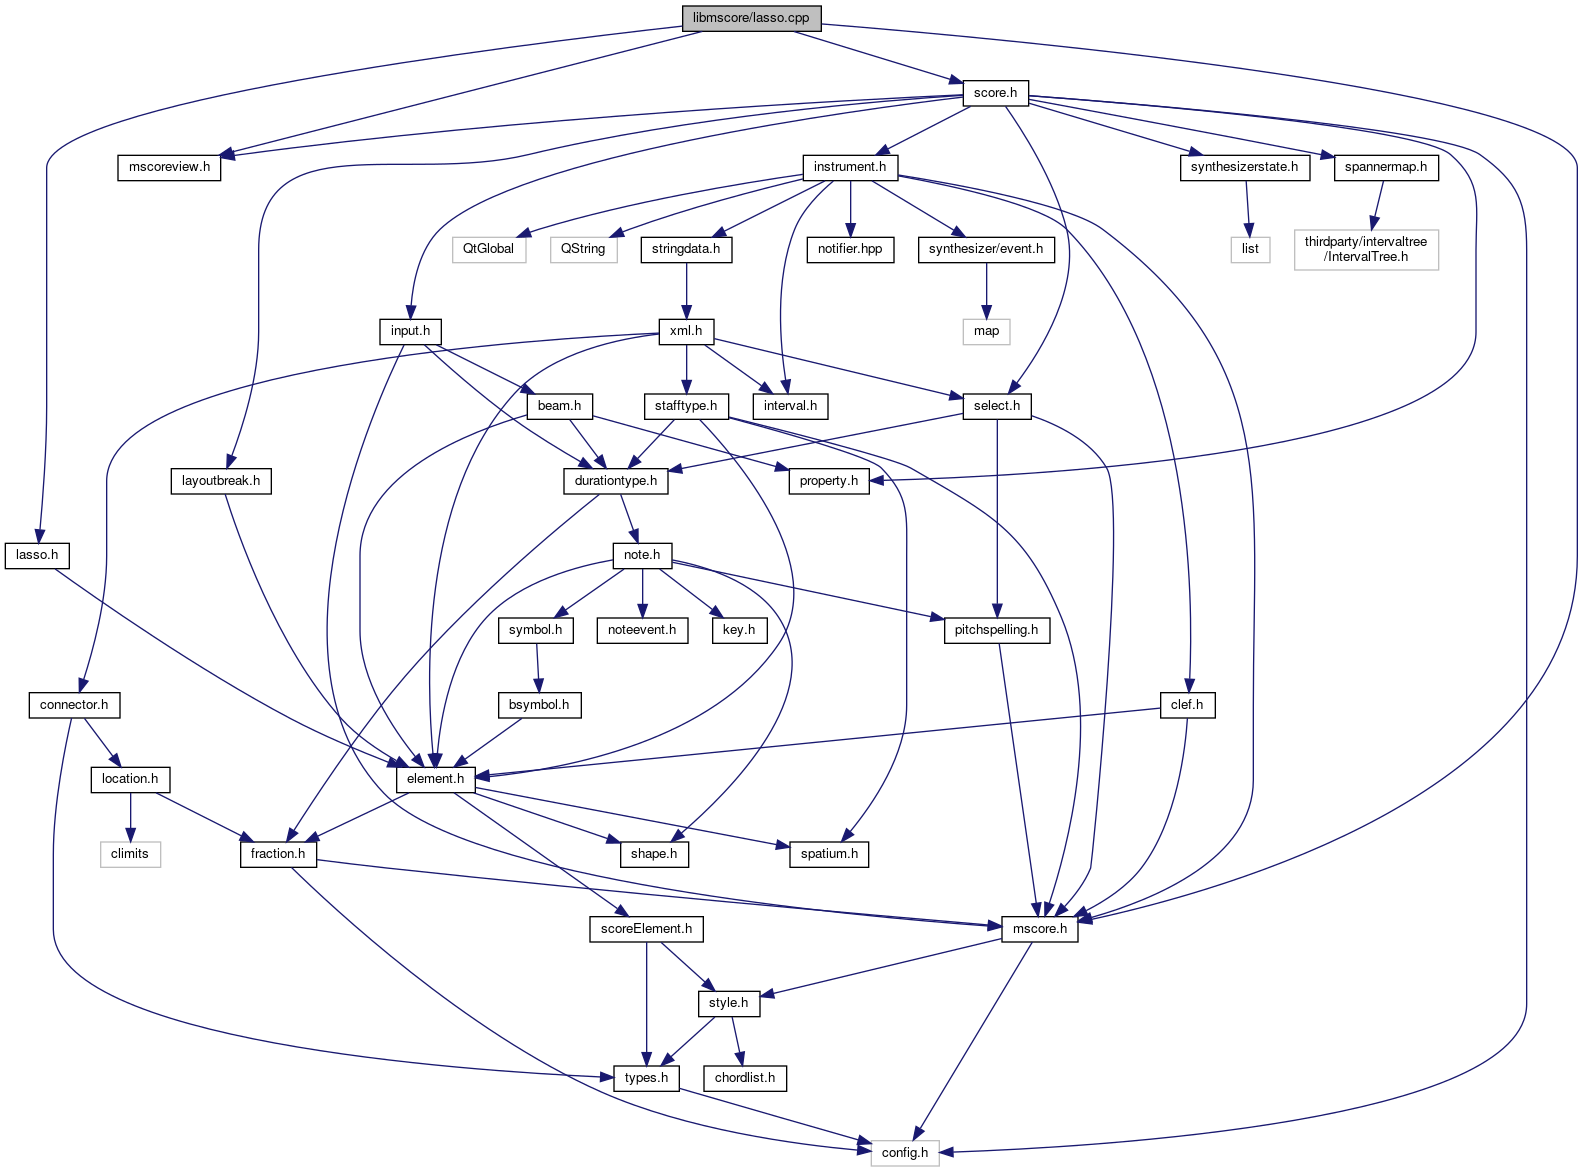 libmscore/lasso.cpp
score.h
mscoreview.h
instrument.h
synthesizerstate.h
spannermap.h
QtGlobal
QString
stringdata.h
notifier.hpp
synthesizer/event.h
list
thirdparty/intervaltree
/IntervalTree.h
input.h
xml.h
map
beam.h
stafftype.h
interval.h
select.h
layoutbreak.h
durationtype.h
property.h
lasso.h
note.h
symbol.h
noteevent.h
key.h
pitchspelling.h
connector.h
bsymbol.h
clef.h
location.h
element.h
climits
fraction.h
shape.h
spatium.h
scoreElement.h
mscore.h
style.h
types.h
chordlist.h
config.h